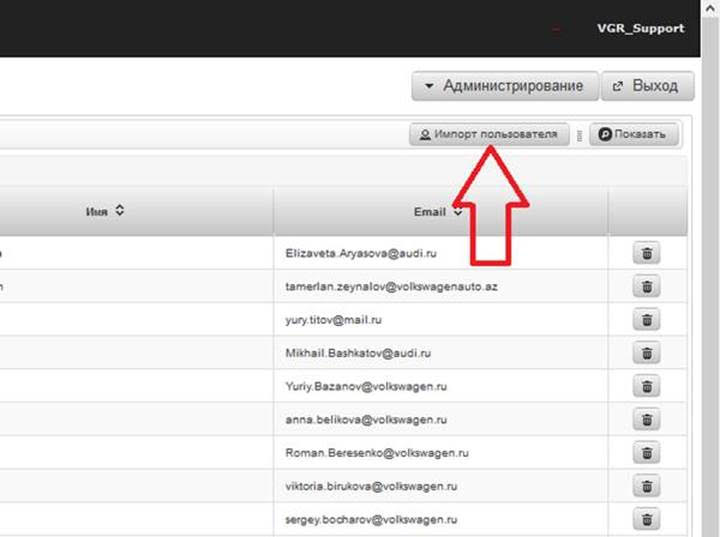 VGR_Support
Администрирование
Выход
Импорт пользователя
Показать
Имя
Email
Elizaveta.Aryasova@audi.ru
tamerlan.zeynalov@volkswagenauto.az
yury.titov@mail.ru
Mikhail.Bashkatov@audi.ru
Yuriy.Bazanov@volkswagen.ru
anna.belikova@volkswagen.ru
Roman.Beresenko@volkswagen.ru
viktoria.birukova@volkswagen.ru
sergey.bocharov@volkswagen.ru